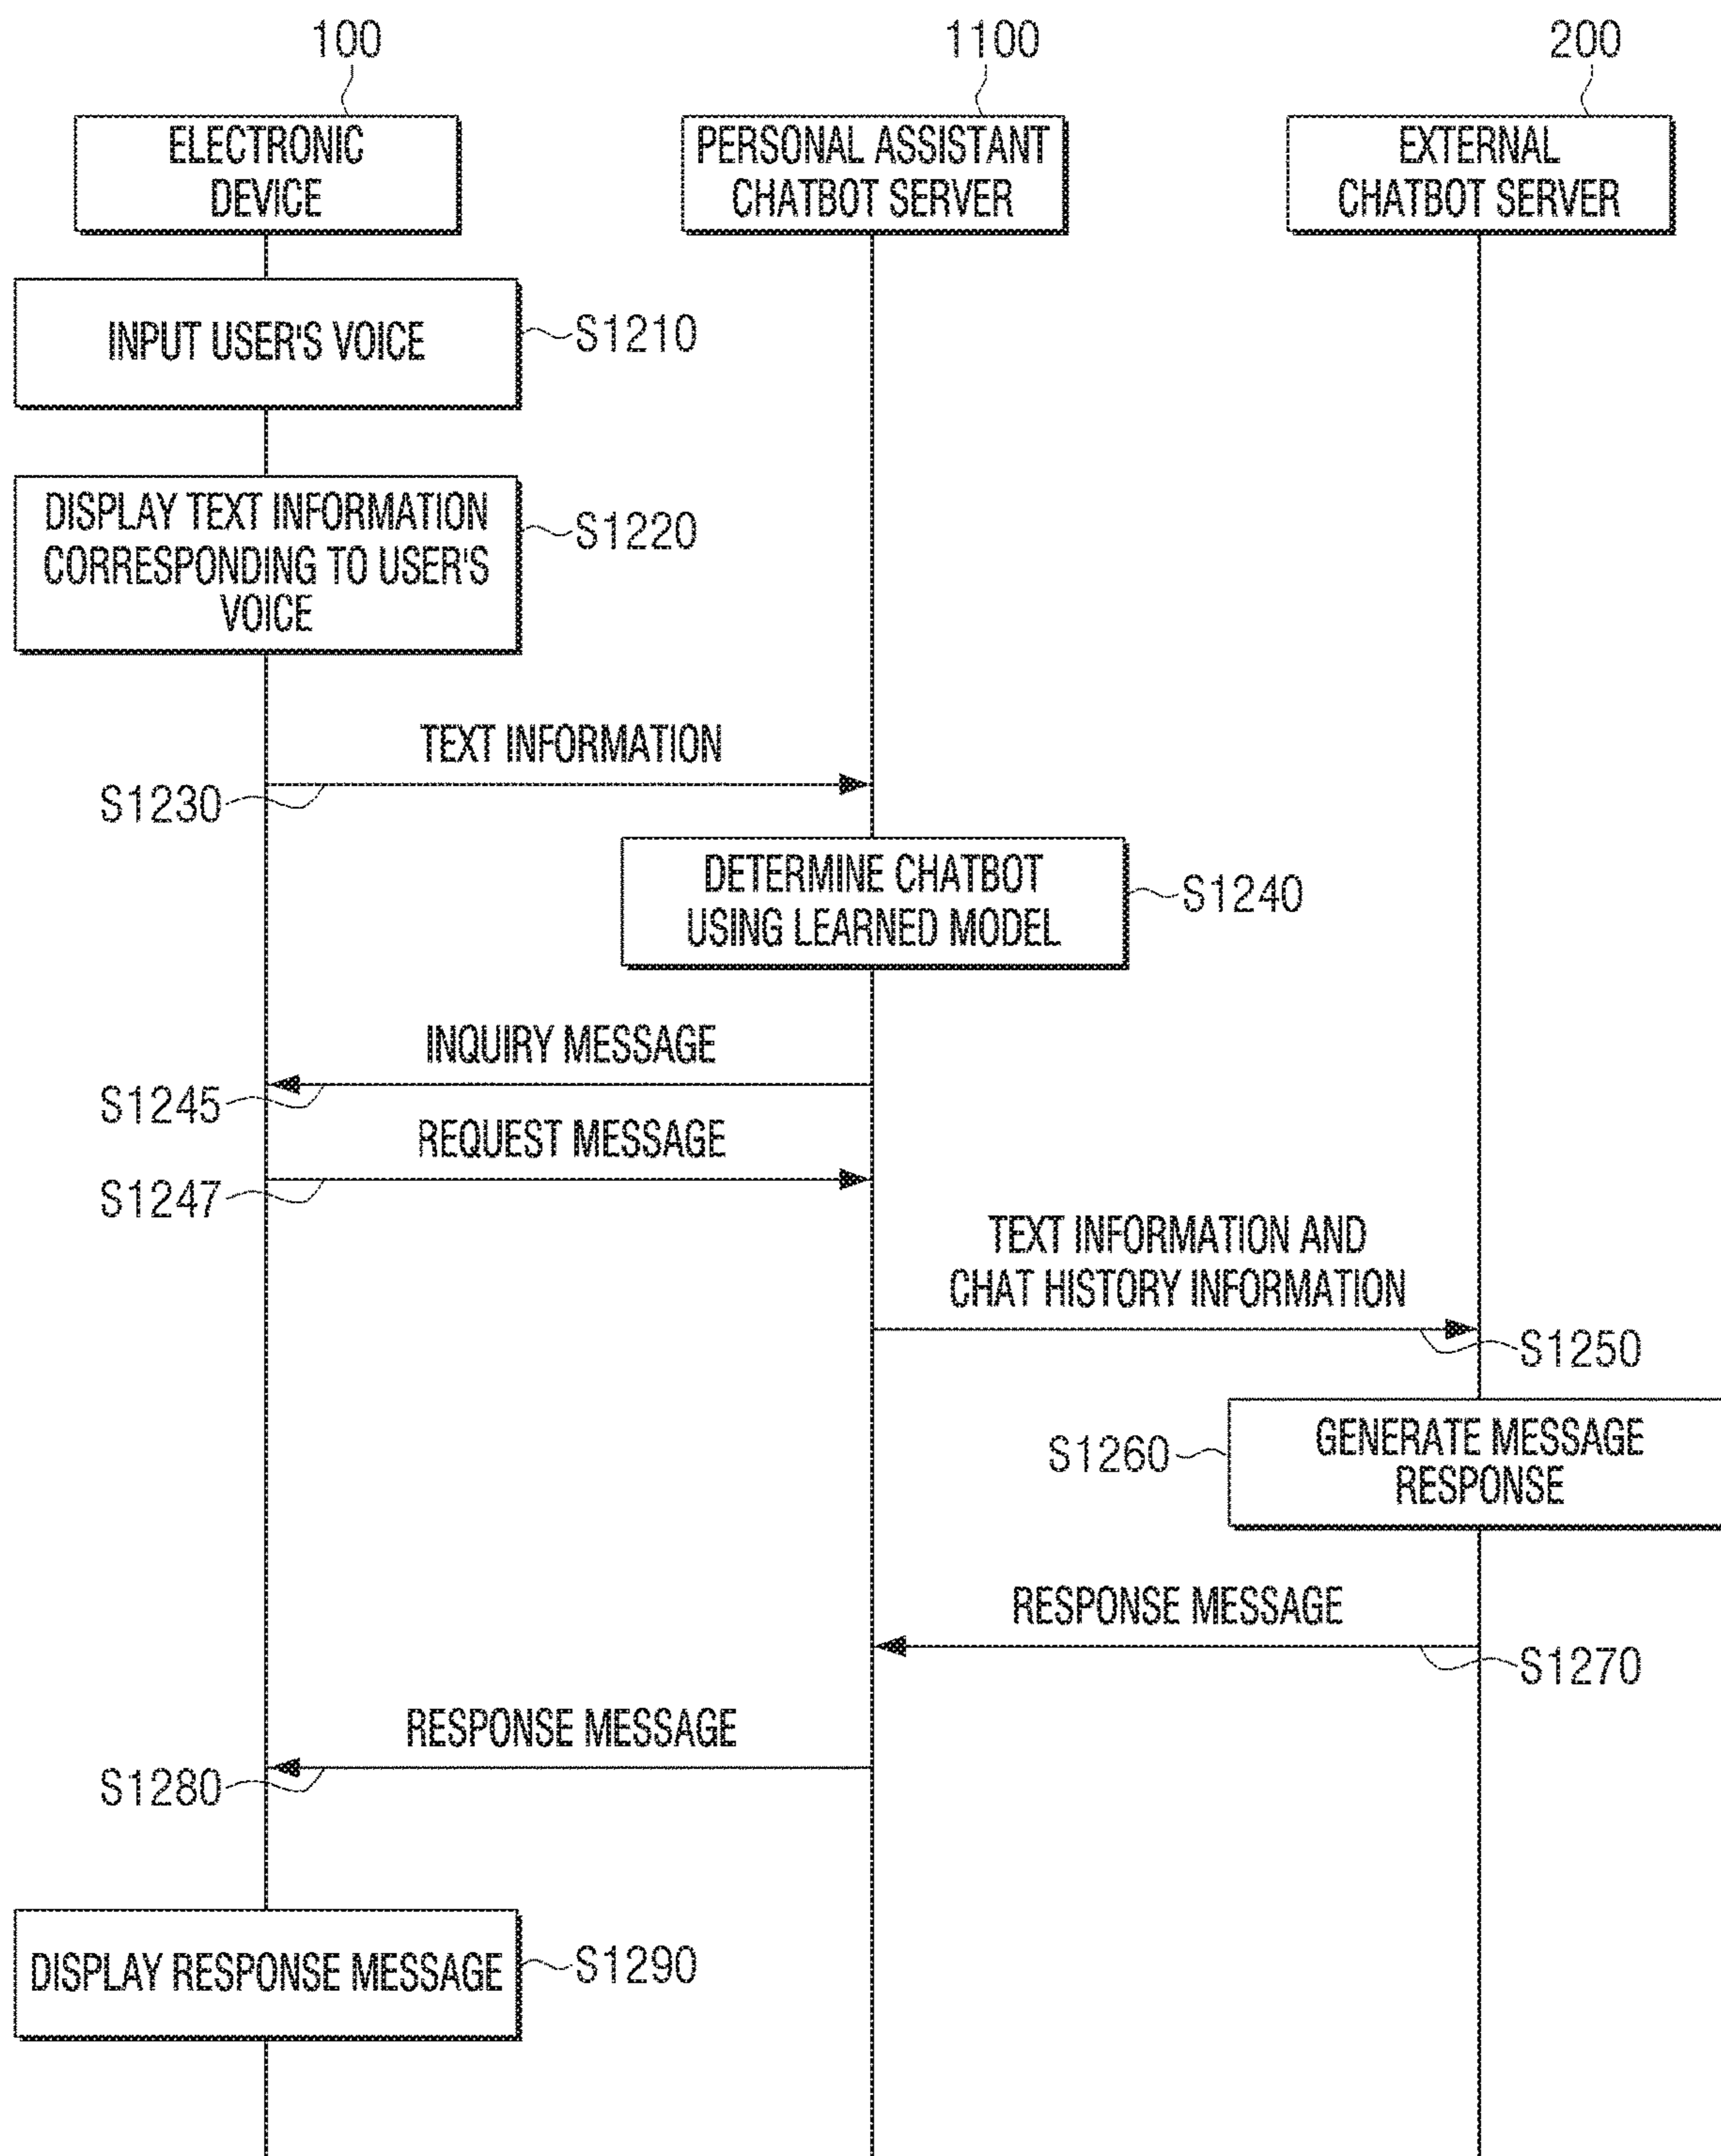 100
1100
200
ELECTRONIC
DEVICE
PERSONAL ASSISTANT
CHATBOT SERVER
EXTERNAL
CHATBOT SERVER
INPUT USER'S VOICE
S1210
DISPLAY TEXT INFORMATION
CORRESPONDING TO USER'S
VOICE
S1220
TEXT INFORMATION
S1230
DETERMINE CHATBOT
USING LEARNED MODEL
S1240
INQUIRY MESSAGE
S1245
REQUEST MESSAGE
S1247
TEXT INFORMATION AND
CHAT HISTORY INFORMATION
S1250
GENERATE MESSAGE
RESPONSE
S1260
RESPONSE MESSAGE
S1270
RESPONSE MESSAGE
S1280
DISPLAY RESPONSE MESSAGE
S1290